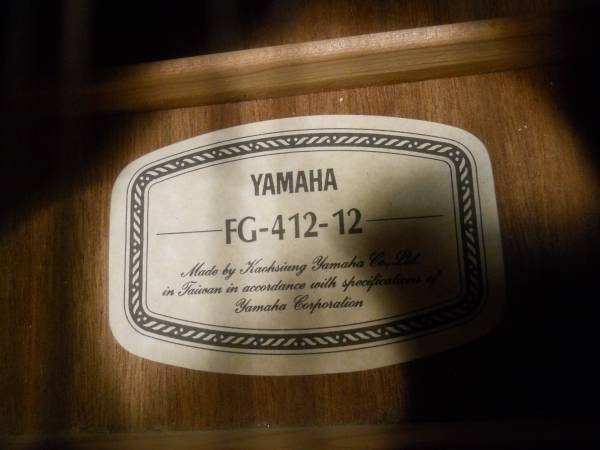 YAMAHA
FG-412-12
Made by Kaohsiung Yamaha Co., Ltd.
in Taiwan in accordance with specifications of
Yamaha Corporation